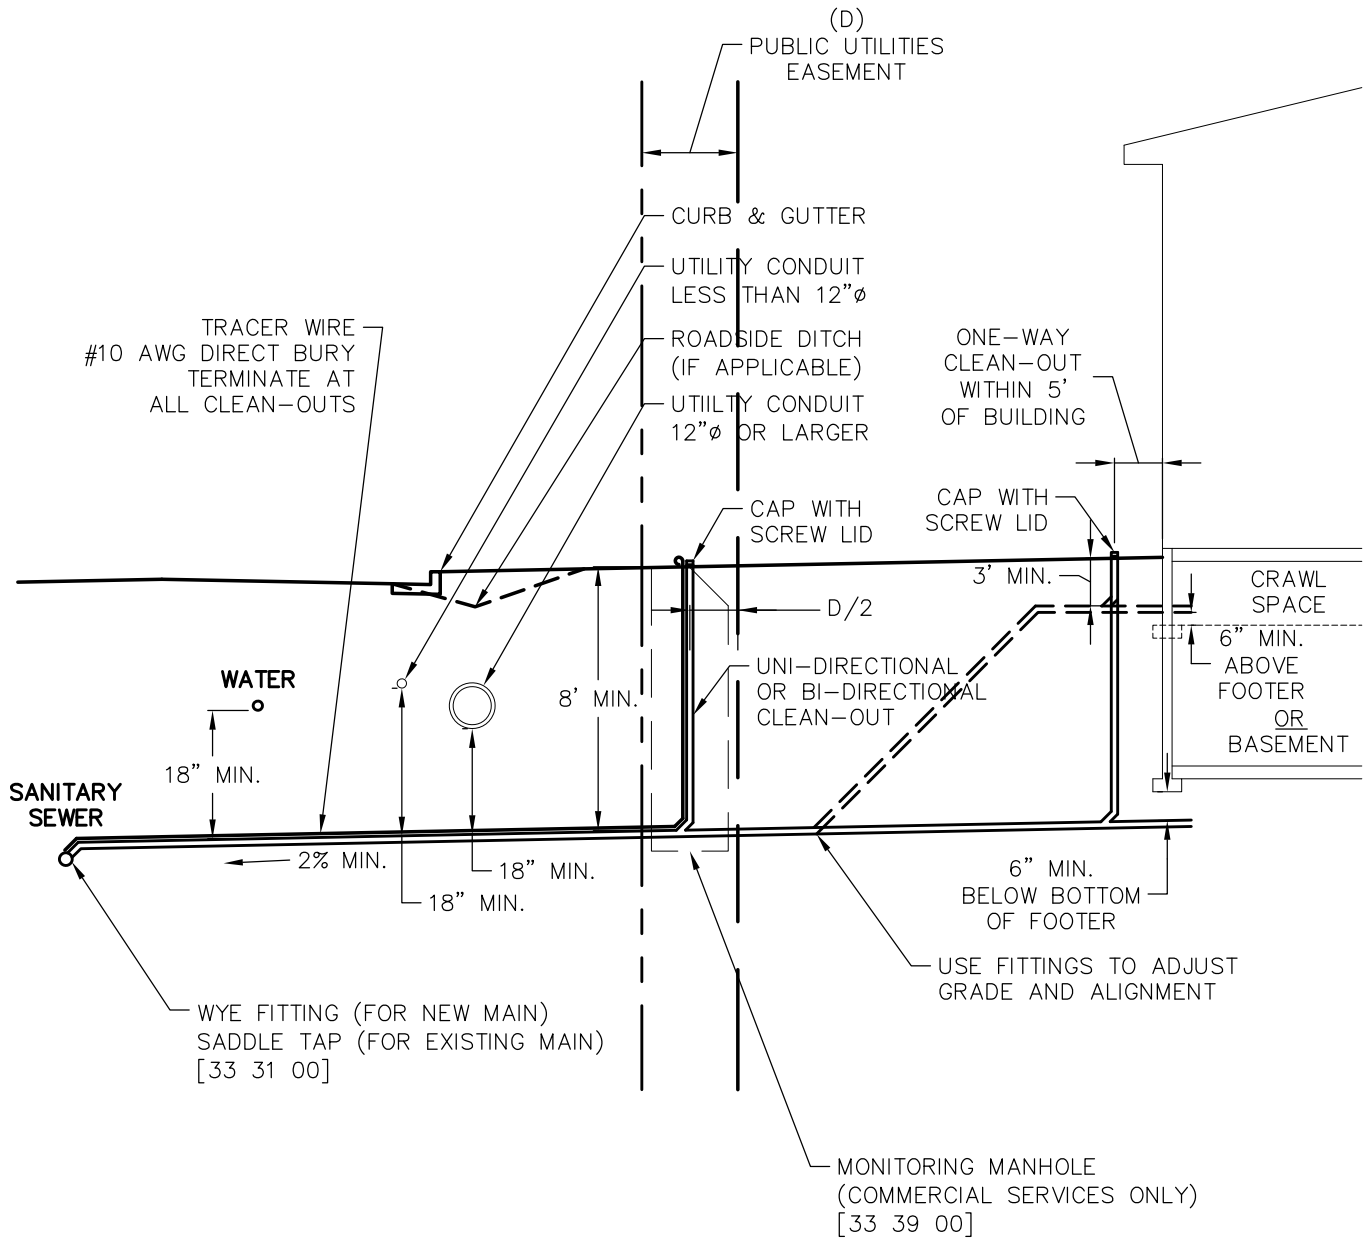 (D)
PUBLIC UTILITIES
EASEMENT
CURB & GUTTER
UTILITY CONDUIT
LESS THAN 12"ø
TRACER WIRE
#10 AWG DIRECT BURY
TERMINATE AT
ALL CLEAN-OUTS
ROADSIDE DITCH
(IF APPLICABLE)
UTIILTY CONDUIT
12"ø OR LARGER
ONE-WAY
CLEAN-OUT
WITHIN 5'
OF BUILDING
CAP WITH
SCREW LID
CAP WITH
SCREW LID
3' MIN.
CRAWL
SPACE
D/2
6" MIN.
ABOVE
FOOTER
OR
BASEMENT
UNI-DIRECTIONAL
OR BI-DIRECTIONAL
CLEAN-OUT
8' MIN.
WATER
18" MIN.
SANITARY
SEWER
2% MIN.
18" MIN.
18" MIN.
6" MIN.
BELOW BOTTOM
OF FOOTER
USE FITTINGS TO ADJUST
GRADE AND ALIGNMENT
WYE FITTING (FOR NEW MAIN)
SADDLE TAP (FOR EXISTING MAIN)
[33 31 00]
MONITORING MANHOLE
(COMMERCIAL SERVICES ONLY)
[33 39 00]